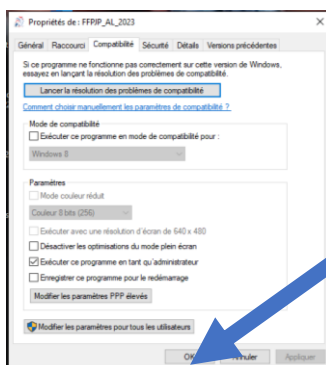 Propriétés de : FFPJP_AL_2023
Général Raccourci Compatibilité Sécurité Détails Versions précédentes
Si ce programme ne fonctionne pas correctement sur cette version de Windows,
essayez en lançant la résolution des problèmes de compatibilité.
Lancer la résolution des problèmes de compatibilité
Comment choisir manuellement les paramètres de compatibilité ?
Mode de compatibilité
Exécuter ce programme en mode de compatibilité pour :
Windows 8
Paramètres
Mode couleur réduit
Couleur 8 bits (256)
Exécuter avec une résolution d'écran de 640 x 480
Désactiver les optimisations du mode plein écran
Exécuter ce programme en tant qu'administrateur
Enregistrer ce programme pour le redémarrage
Modifier les paramètres PPP élevés
Modifier les paramètres pour tous les utilisateurs
OK Annuler Appliquer